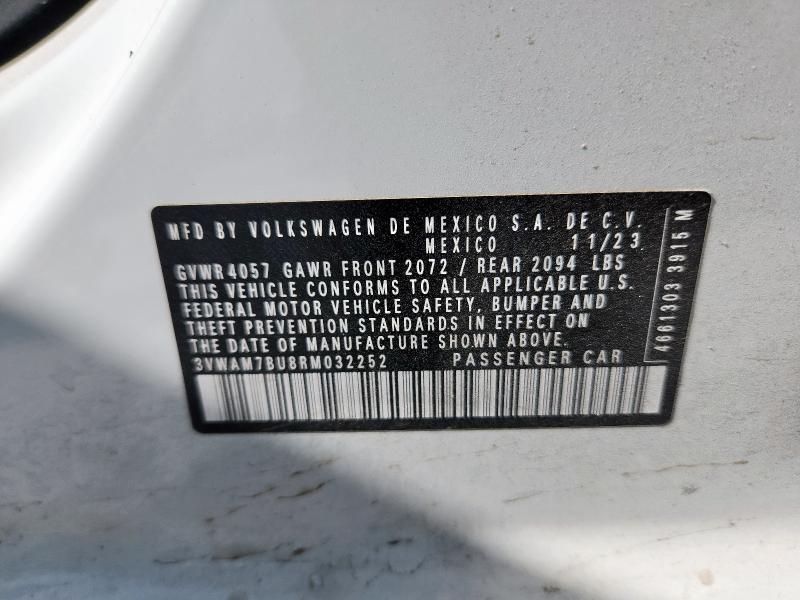 MFD BY VOLKSWAGEN DE MEXICO S.A. DE C.V.
MEXICO 11/23
GVWR 4057 GAWR FRONT 2072 / REAR 2094 LBS
THIS VEHICLE CONFORMS TO ALL APPLICABLE U.S.
FEDERAL MOTOR VEHICLE SAFETY, BUMPER AND
THEFT PREVENTION STANDARDS IN EFFECT ON
THE DATE OF MANUFACTURE SHOWN ABOVE.
3VWAM7BU8RM032252 PASSENGER CAR
4661303 3915 M